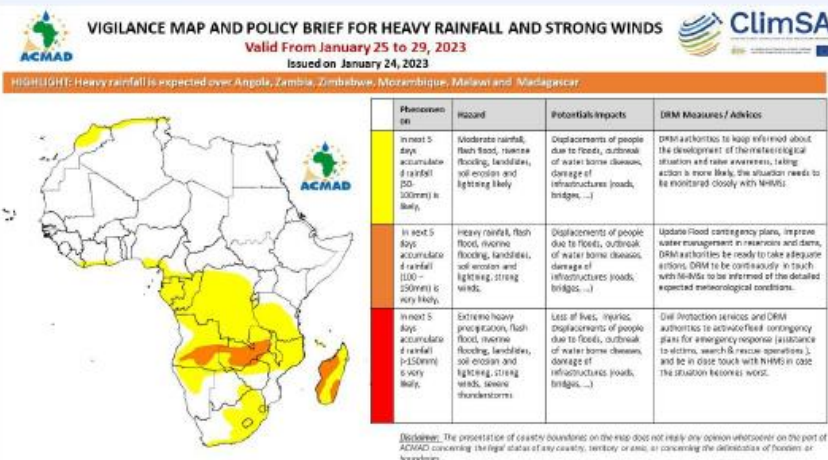 ACMAD
VIGILANCE MAP AND POLICY BRIEF FOR HEAVY RAINFALL AND STRONG WINDS
Valid From January 25 to 29, 2023
Issued on January 24, 2023
ClimSA
HIGHLIGHT: Heavy rainfall is expected over Angola, Zambia, Zimbabwe, Mozambique, Malawi and Madagascar
ACMAD
Phenomen
on
Hazard
Potentials Impacts
DRM Measures / Advices
In next 5
days
accumulate
d rainfall
(50-
100mm) is
likely,
Moderate rainfall,
flash flood, riverine
flooding, landslides,
soil erosion and
lightning likely
Displacements of people
due to floods, outbreak
of water borne diseases,
damage of
infrastructures (roads,
bridges, ...)
DRM authorities to keep informed about
the development of the meteorological
situation and raise awareness, taking
action is more likely, the situation needs to
be monitored closely with NHMSs
In next 5
days
accumulate
d rainfall
(100 –
150mm) is
very likely,
Heavy rainfall, flash
flood, riverine
flooding, landslides,
soil erosion and
lightning, strong
winds,
Displacements of people
due to floods, outbreak
of water borne diseases,
damage of
infrastructures (roads,
bridges, ...)
Update Flood contingency plans, improve
water management in reservoirs and dams,
DRM authorities be ready to take adequate
actions, DRM to be continuously in touch
with NHMSs to be informed of the detailed
expected meteorological conditions.
In next 5
days
accumulate
d rainfall
(>150mm)
is very
likely,
Extreme heavy
precipitation, flash
flood, riverine
flooding, landslides,
soil erosion and
lightning, strong
winds, severe
thunderstorms
Loss of lives, injuries,
Displacements of people
due to floods, outbreak
of water borne diseases,
damage of
infrastructures (roads,
bridges, ...)
Civil Protection services and DRM
authorities to activate flood contingency
plans for emergency response (assistance
to victims, search & rescue operations ),
and be in close touch with NHMS in case
the situation becomes worst.
Disclaimer: The presentation of country boundaries on the map does not imply any opinion whatsoever on the part of
ACMAD concerning the legal status of any country, territory or area, or concerning the delimitation of frontiers or
boundaries